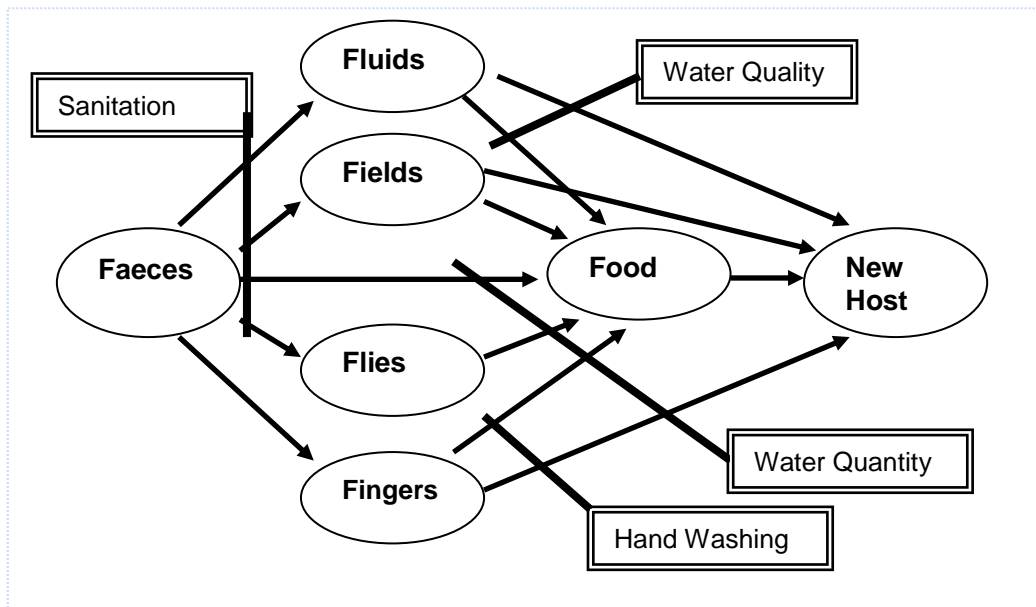 Fluids
Water Quality
Sanitation
Fields
Faeces
Food
New
Host
Flies
Water Quantity
Fingers
Hand Washing